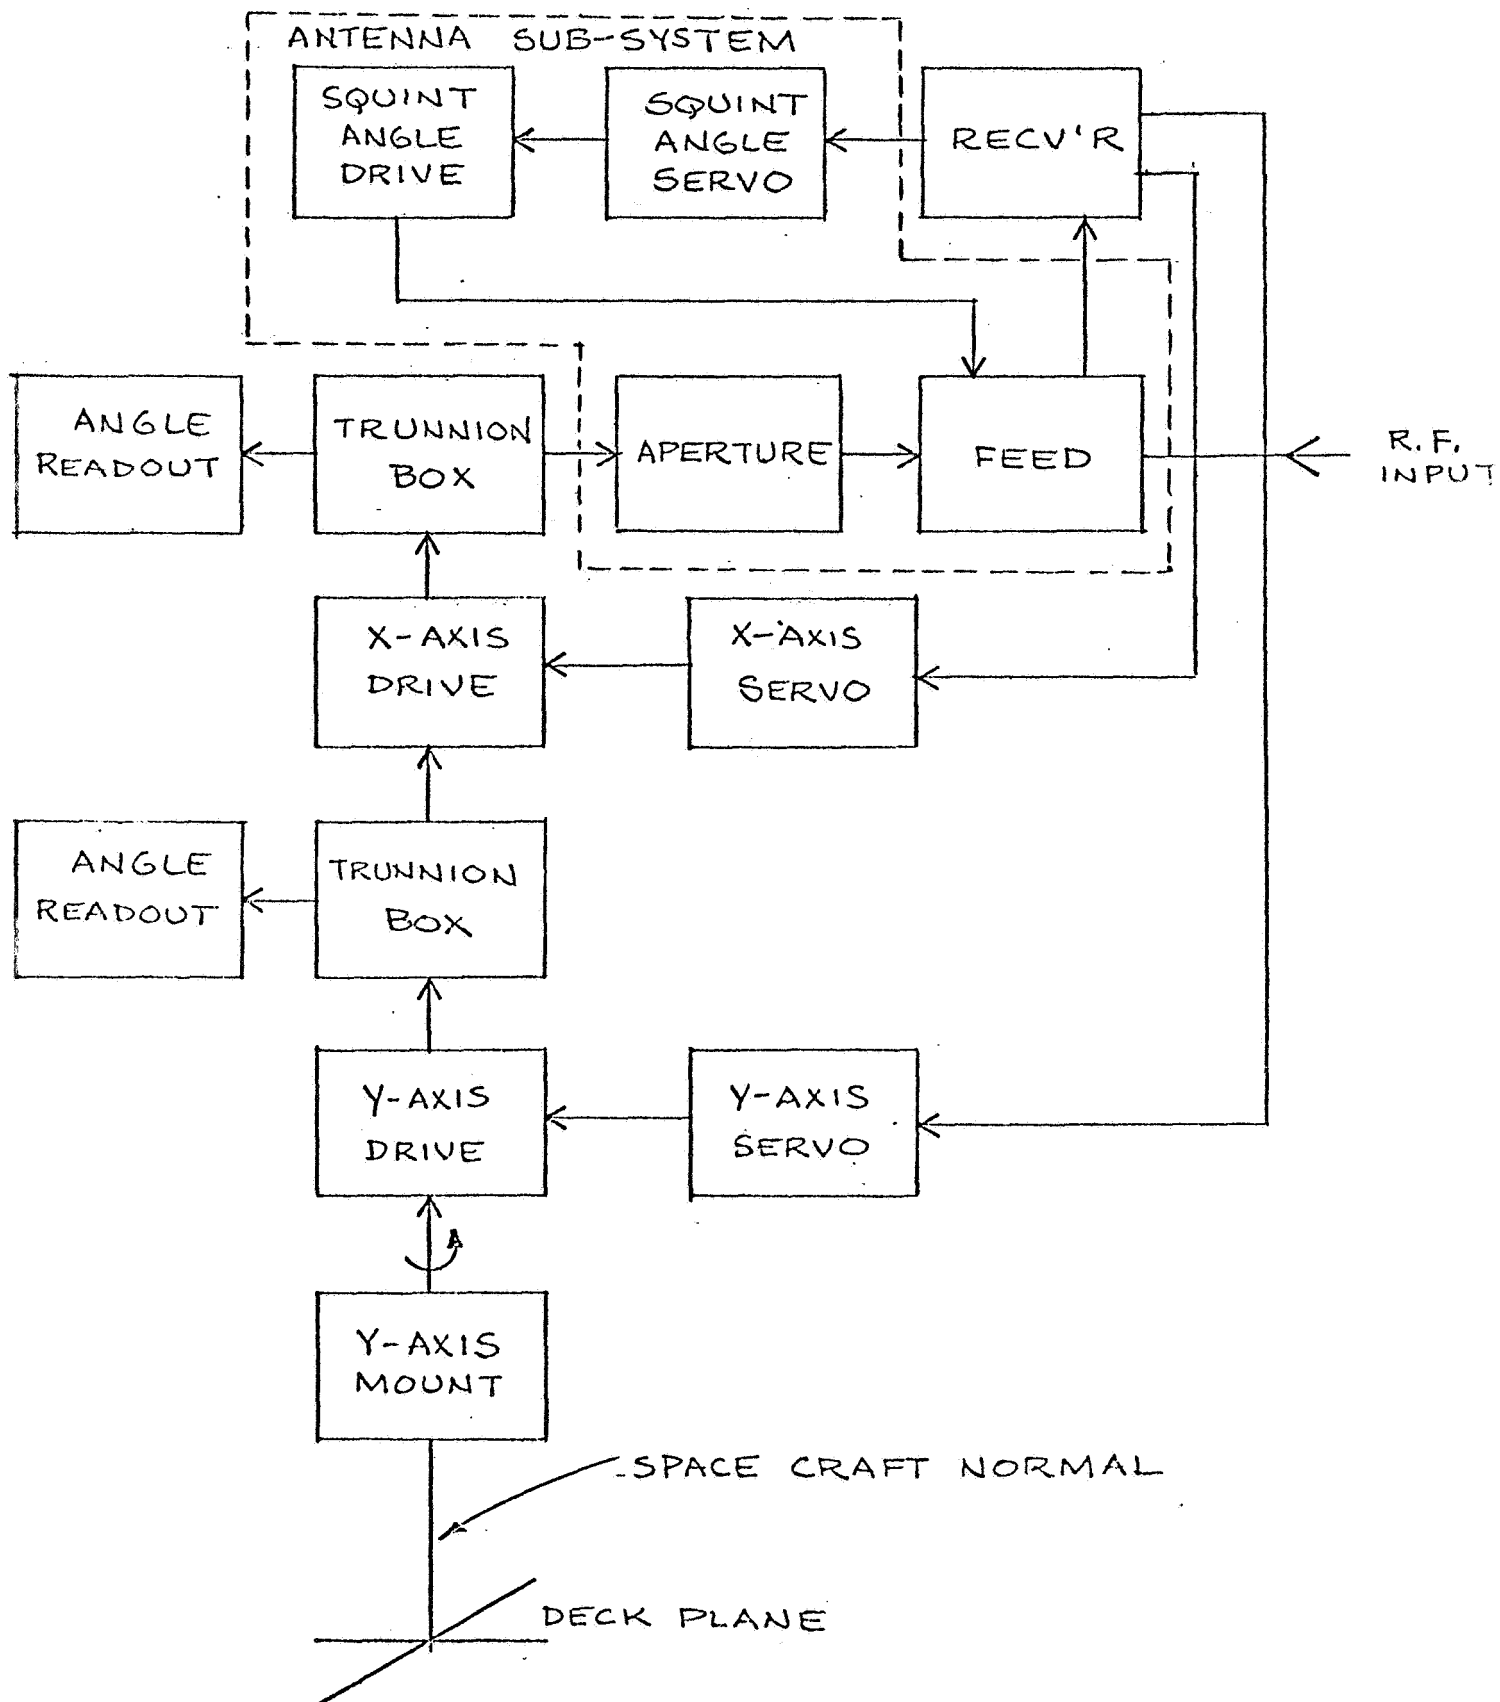 ANTENNA SUB-SYSTEM
SQUINT
ANGLE
DRIVE
SQUINT
ANGLE
SERVO
RECV'R
ANGLE
READOUT
TRUNNION
BOX
APERTURE
FEED
R.F.
INPUT
X-AXIS
DRIVE
X-AXIS
SERVO
ANGLE
READOUT
TRUNNION
BOX
Y-AXIS
DRIVE
Y-AXIS
SERVO
Y-AXIS
MOUNT
SPACE CRAFT NORMAL
DECK PLANE